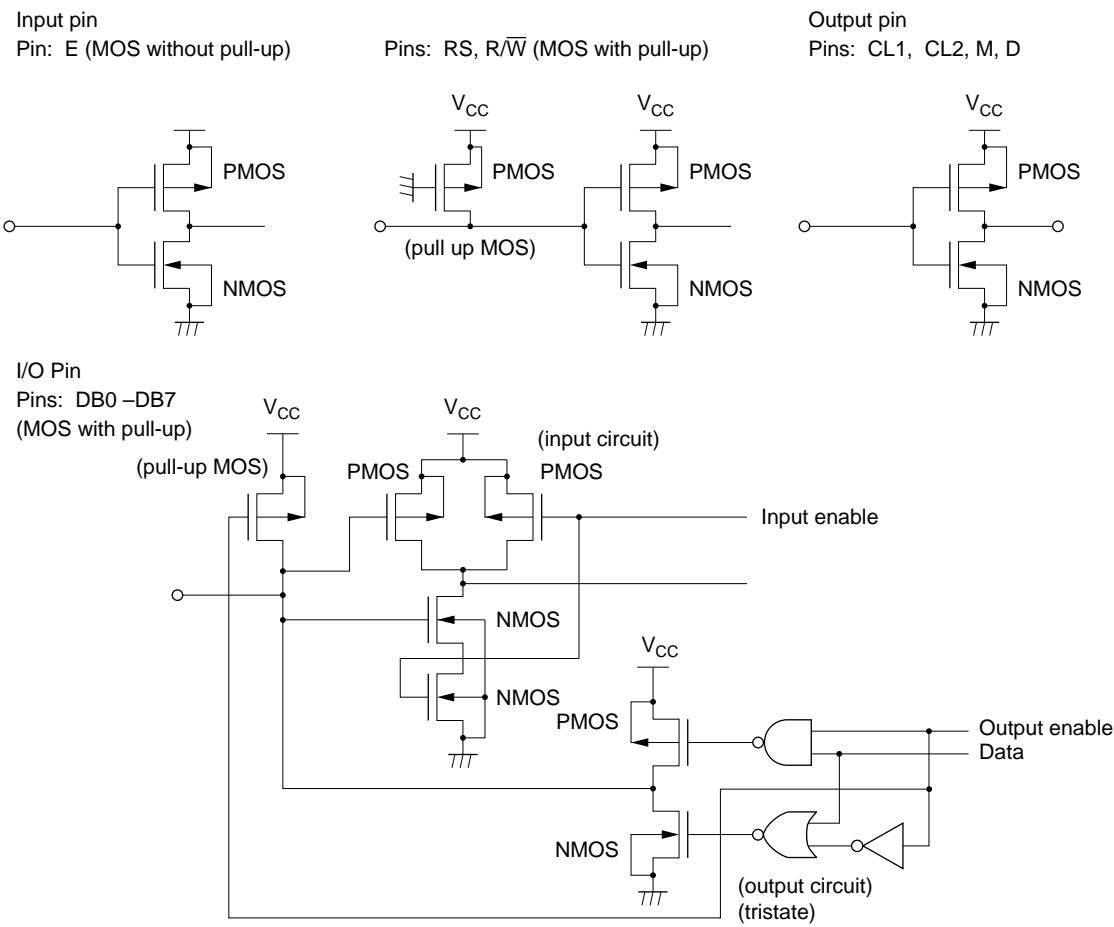 Input pin
Pin: E (MOS without pull-up)
Pins: RS, R/W̅ (MOS with pull-up)
Output pin
Pins: CL1, CL2, M, D
PMOS
NMOS
VCC
PMOS
(pull up MOS)
VCC
PMOS
NMOS
VCC
PMOS
NMOS
I/O Pin
Pins: DB0 –DB7
(MOS with pull-up)
VCC
(pull-up MOS)
VCC
(input circuit)
PMOS
PMOS
Input enable
NMOS
NMOS
VCC
PMOS
Output enable
Data
NMOS
(output circuit)
(tristate)